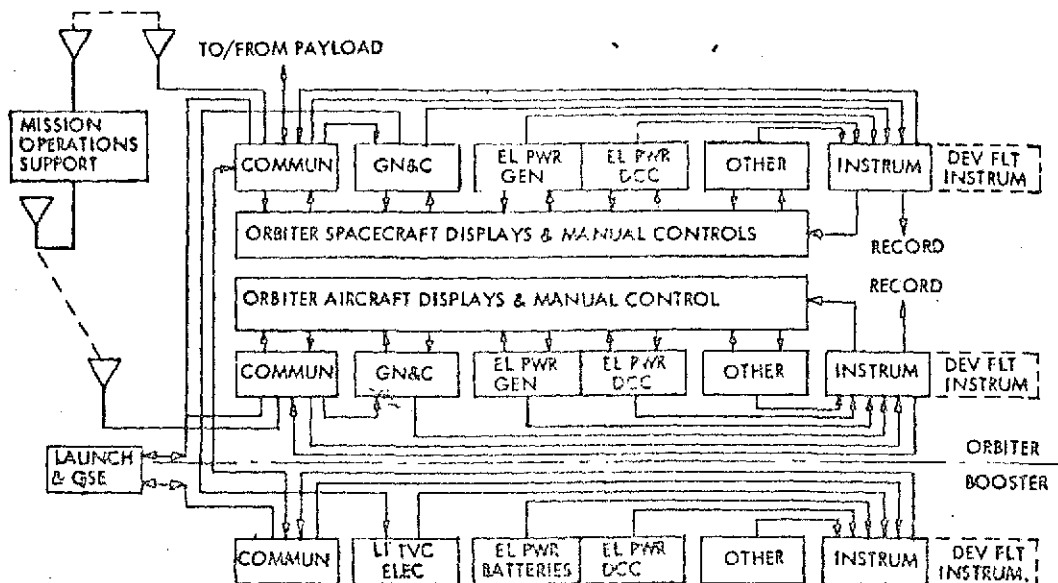 TO/FROM PAYLOAD
MISSION
OPERATIONS
SUPPORT
COMMUN
GN&C
EL PWR
GEN
EL PWR
DCC
OTHER
INSTRUM
DEV FLT
INSTRUM
ORBITER SPACECRAFT DISPLAYS & MANUAL CONTROLS
RECORD
ORBITER AIRCRAFT DISPLAYS & MANUAL CONTROL
RECORD
COMMUN
GN&C
EL PWR
GEN
EL PWR
DCC
OTHER
INSTRUM
DEV FLT
INSTRUM
LAUNCH
& GSE
ORBITER
BOOSTER
COMMUN
LI TVC
ELEC
EL PWR
BATTERIES
EL PWR
DCC
OTHER
INSTRUM
DEV FLT
INSTRUM.